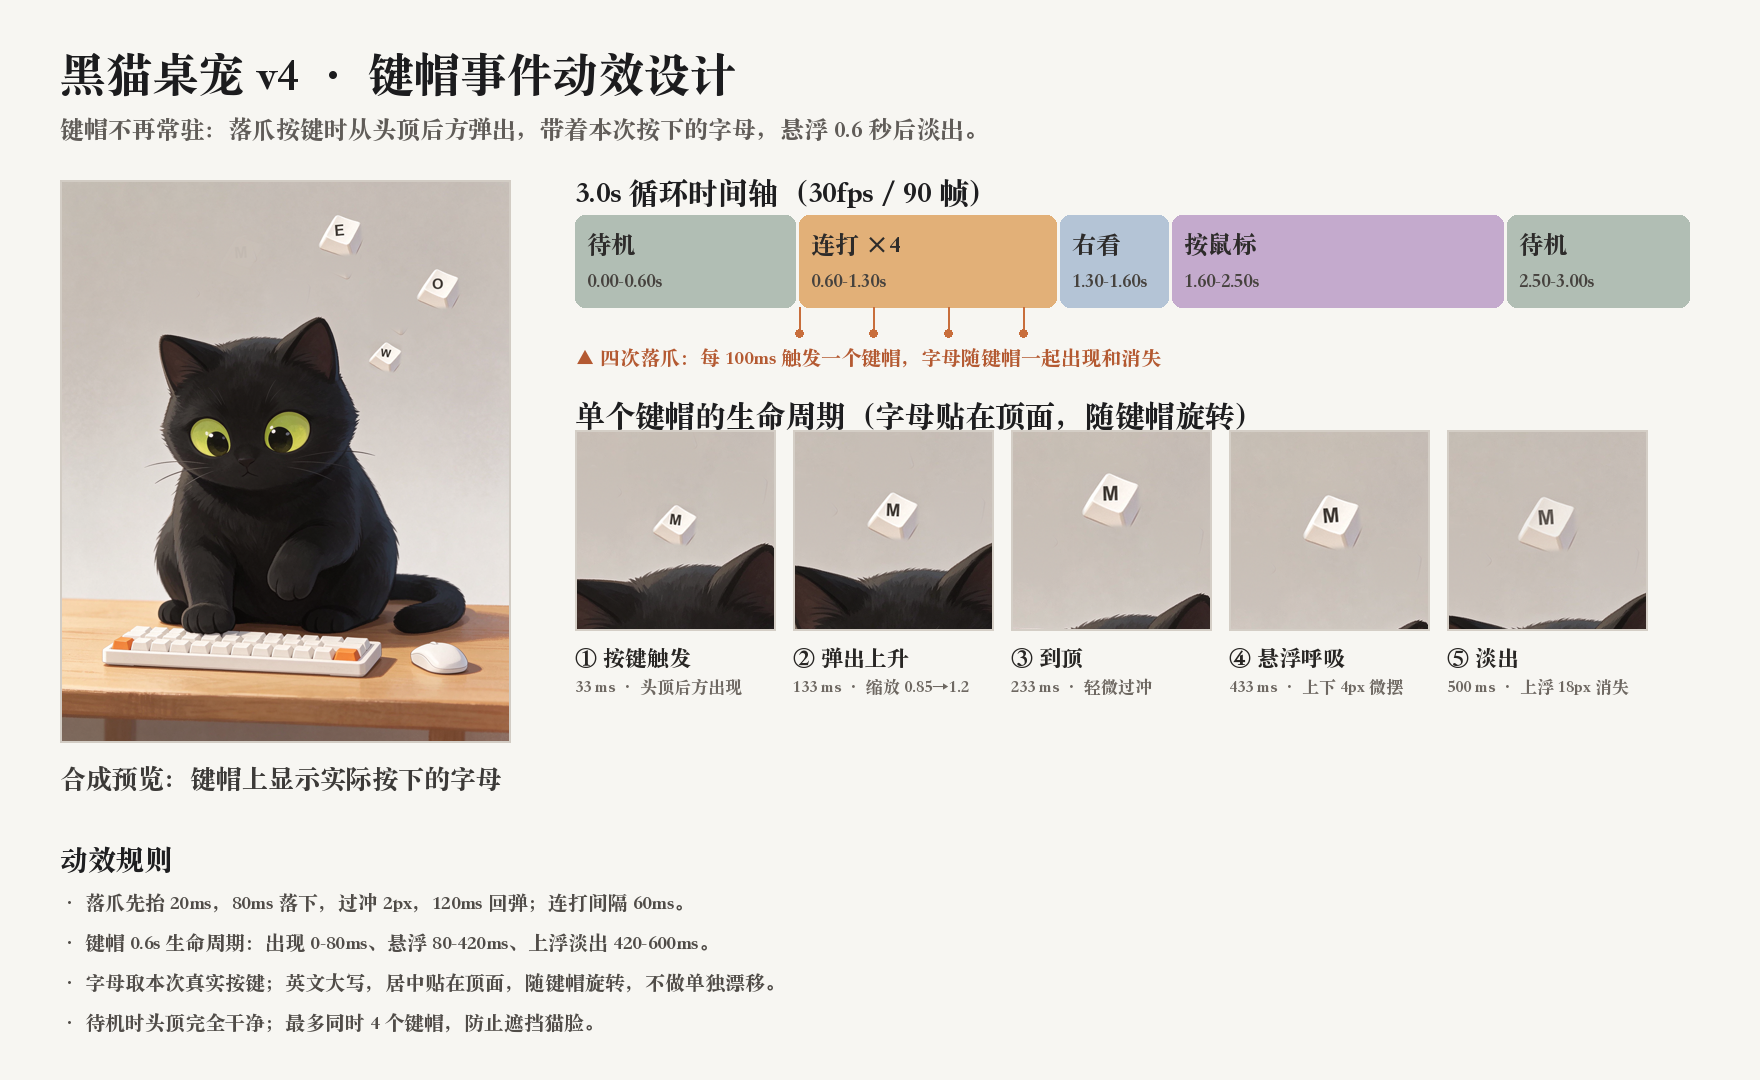 黑猫桌宠 v4 · 键帽事件动效设计
键帽不再常驻：落爪按键时从头顶后方弹出，带着本次按下的字母，悬浮 0.6 秒后淡出。
M
E
O
W
合成预览：键帽上显示实际按下的字母
3.0s 循环时间轴（30fps / 90 帧）
待机
0.00-0.60s
连打 ×4
0.60-1.30s
右看
1.30-1.60s
按鼠标
1.60-2.50s
待机
2.50-3.00s
▲ 四次落爪：每 100ms 触发一个键帽，字母随键帽一起出现和消失
单个键帽的生命周期（字母贴在顶面，随键帽旋转）
M
M
M
M
M
① 按键触发
33 ms · 头顶后方出现
② 弹出上升
133 ms · 缩放 0.85→1.2
③ 到顶
233 ms · 轻微过冲
④ 悬浮呼吸
433 ms · 上下 4px 微摆
⑤ 淡出
500 ms · 上浮 18px 消失
动效规则
· 落爪先抬 20ms，80ms 落下，过冲 2px，120ms 回弹；连打间隔 60ms。
· 键帽 0.6s 生命周期：出现 0-80ms、悬浮 80-420ms、上浮淡出 420-600ms。
· 字母取本次真实按键；英文大写，居中贴在顶面，随键帽旋转，不做单独漂移。
· 待机时头顶完全干净；最多同时 4 个键帽，防止遮挡猫脸。